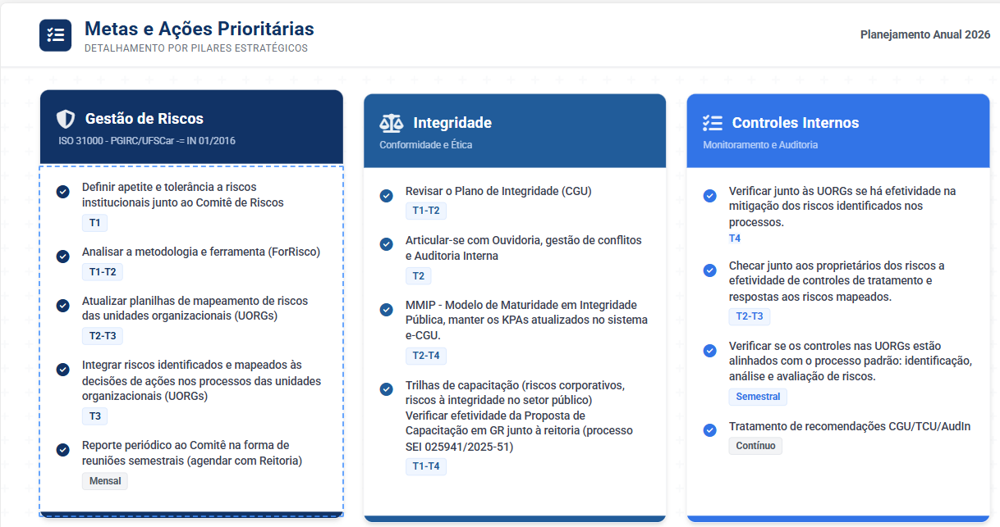 Metas e Ações Prioritárias
DETALHAMENTO POR PILARES ESTRATÉGICOS
Planejamento Anual 2026
Gestão de Riscos
ISO 31000 - PGIRC/UFSCar -= IN 01/2016
Definir apetite e tolerância a riscos
institucionais junto ao Comitê de Riscos
T1
Analisar a metodologia e ferramenta (ForRisco)
T1-T2
Atualizar planilhas de mapeamento de riscos
das unidades organizacionais (UORGs)
T2-T3
Integrar riscos identificados e mapeados às
decisões de ações nos processos das unidades
organizacionais (UORGs)
T3
Reporte periódico ao Comitê na forma de
reuniões semestrais (agendar com Reitoria)
Mensal
Integridade
Conformidade e Ética
Revisar o Plano de Integridade (CGU)
T1-T2
Articular-se com Ouvidoria, gestão de conflitos
e Auditoria Interna
T2
MMIP - Modelo de Maturidade em Integridade
Pública, manter os KPAs atualizados no sistema
e-CGU.
T2-T4
Trilhas de capacitação (riscos corporativos,
riscos à integridade no setor público)
Verificar efetividade da Proposta de
Capacitação em GR junto à reitoria (processo
SEI 025941/2025-51)
T1-T4
Controles Internos
Monitoramento e Auditoria
Verificar junto às UORGs se há efetividade na
mitigação dos riscos identificados nos
processos.
T4
Checar junto aos proprietários dos riscos a
efetividade de controles de tratamento e
respostas aos riscos mapeados.
T2-T3
Verificar se os controles nas UORGs estão
alinhados com o processo padrão: identificação,
análise e avaliação de riscos.
Semestral
Tratamento de recomendações CGU/TCU/AudIn
Contínuo